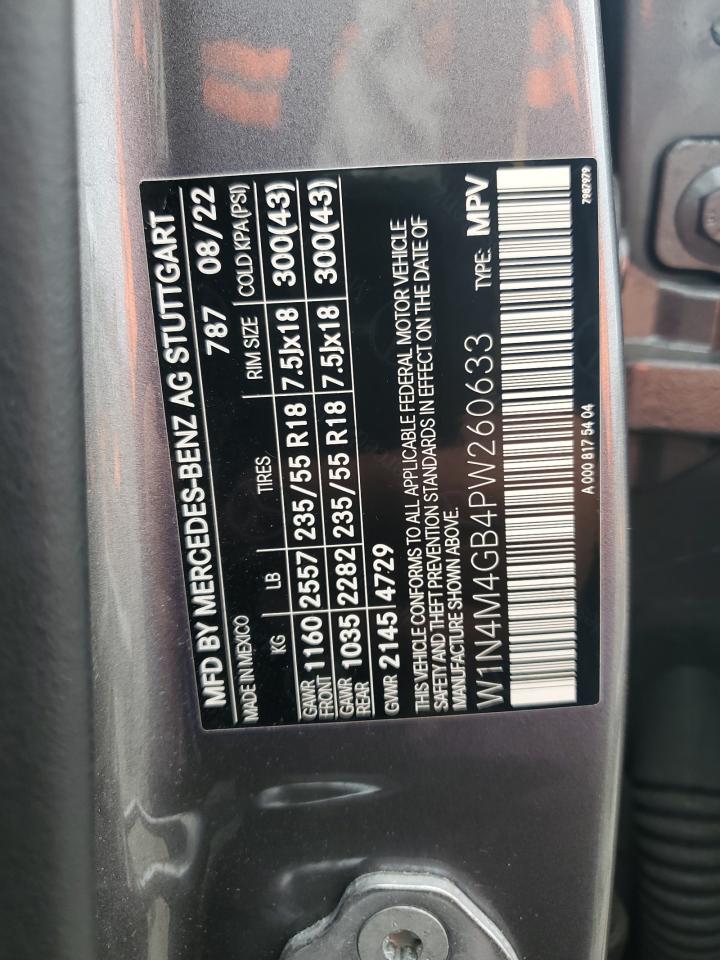 MFD BY MERCEDES-BENZ AG STUTTGART
MADE IN MEXICO 787 08/22
KG LB TIRES RIM SIZE COLD KPA(PSI)
GAWR FRONT 1160 2557 235/55 R18 7.5Jx18 300(43)
GAWR REAR 1035 2282 235/55 R18 7.5Jx18 300(43)
GVWR 2145 4729
THIS VEHICLE CONFORMS TO ALL APPLICABLE FEDERAL MOTOR VEHICLE
SAFETY AND THEFT PREVENTION STANDARDS IN EFFECT ON THE DATE OF
MANUFACTURE SHOWN ABOVE.
W1N4M4GB4PW260633 TYPE: MPV
A 000 817 54 04 7982979